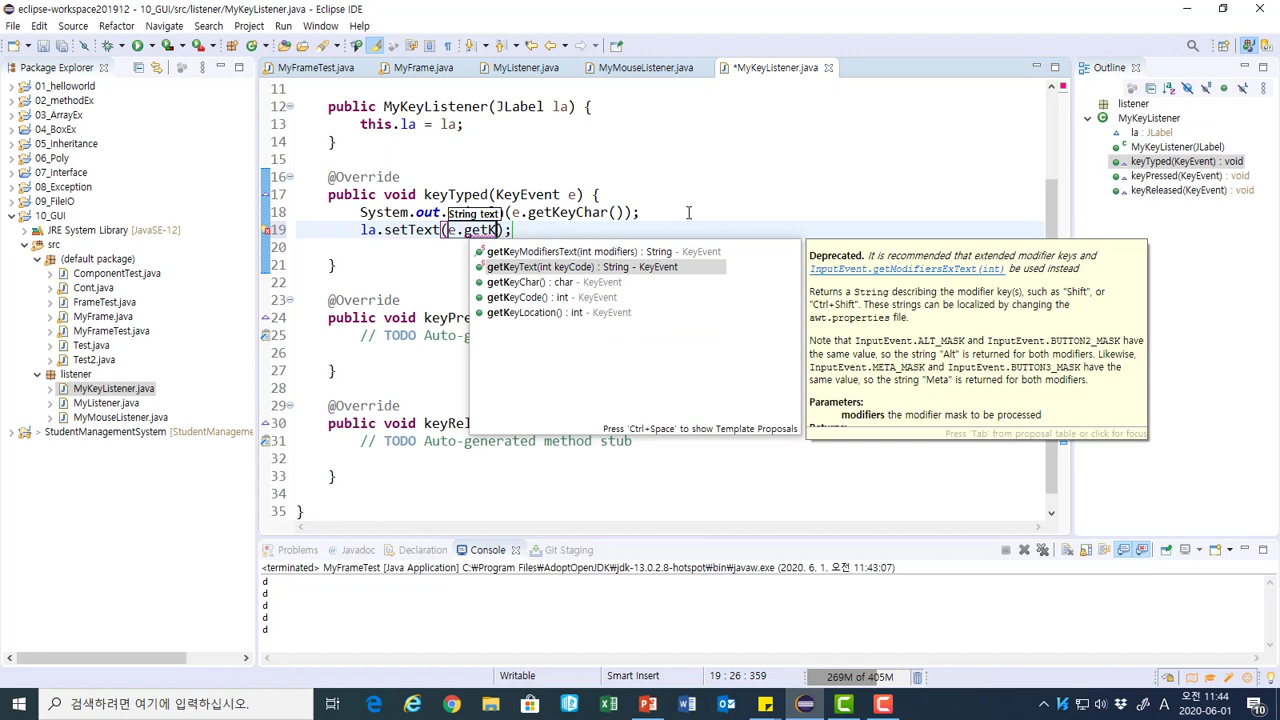 eclipse-workspace201912 - 10_GUI/src/listener/MyKeyListener.java - Eclipse IDE
File Edit Source Refactor Navigate Search Project Run Window Help
Package Explorer
MyFrameTest.java MyFrame.java MyListener.java MyMouseListener.java *MyKeyListener.java
Outline
01_helloworld
02_methodEx
03_ArrayEx
04_BoxEx
05_Inheritance
06_Poly
07_Interface
08_Exception
09_FileIO
10_GUI
JRE System Library [JavaSE-12]
src
(default package)
ComponentTest.java
Cont.java
FrameTest.java
MyFrame.java
MyFrameTest.java
Test.java
Test2.java
listener
MyKeyListener.java
MyListener.java
MyMouseListener.java
StudentManagementSystem [StudentManageme
11
12 public MyKeyListener(JLabel la) {
13 this.la = la;
14 }
15
16 @Override
17 public void keyTyped(KeyEvent e) {
18 System.out. (e.getKeyChar());
String text
19 la.setText(e.getK);
20
21 }
22
23 @Override
24 public void keyPre
25 // TODO Auto-g
26
27 }
28
29 @Override
30 public void keyRel
31 // TODO Auto-generated method stub
32
33 }
34
35 }
getKeyModifiersText(int modifiers) : String - KeyEvent
getKeyText(int keyCode) : String - KeyEvent
getKeyChar() : char - KeyEvent
getKeyCode() : int - KeyEvent
getKeyLocation() : int - KeyEvent
Press 'Ctrl+Space' to show Template Proposals
Deprecated. It is recommended that extended modifier keys and
InputEvent.getModifiersExText(int) be used instead
Returns a String describing the modifier key(s), such as "Shift", or
"Ctrl+Shift". These strings can be localized by changing the
awt.properties file.
Note that InputEvent.ALT_MASK and InputEvent.BUTTON2_MASK have
the same value, so the string "Alt" is returned for both modifiers. Likewise,
InputEvent.META_MASK and InputEvent.BUTTON3_MASK have the
same value, so the string "Meta" is returned for both modifiers.
Parameters:
modifiers the modifier mask to be processed
Press 'Tab' from proposal table or click for focus
listener
MyKeyListener
la : JLabel
MyKeyListener(JLabel)
keyTyped(KeyEvent) : void
keyPressed(KeyEvent) : void
keyReleased(KeyEvent) : void
Problems Javadoc Declaration Console Git Staging
<terminated> MyFrameTest [Java Application] C:₩Program Files₩AdoptOpenJDK₩jdk-13.0.2.8-hotspot₩bin₩javaw.exe (2020. 6. 1. 오전 11:43:07)
d
d
d
d
d
Writable Smart Insert 19 : 26 : 359 269M of 405M
검색하려면 여기에 입력하십시오.
A
오전 11:44
2020-06-01
10